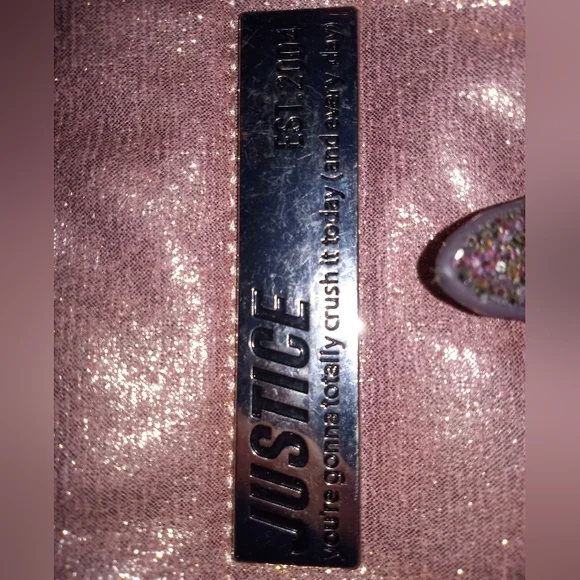 JUSTICE EST. 2004
you're gonna totally crush it today (and every day)